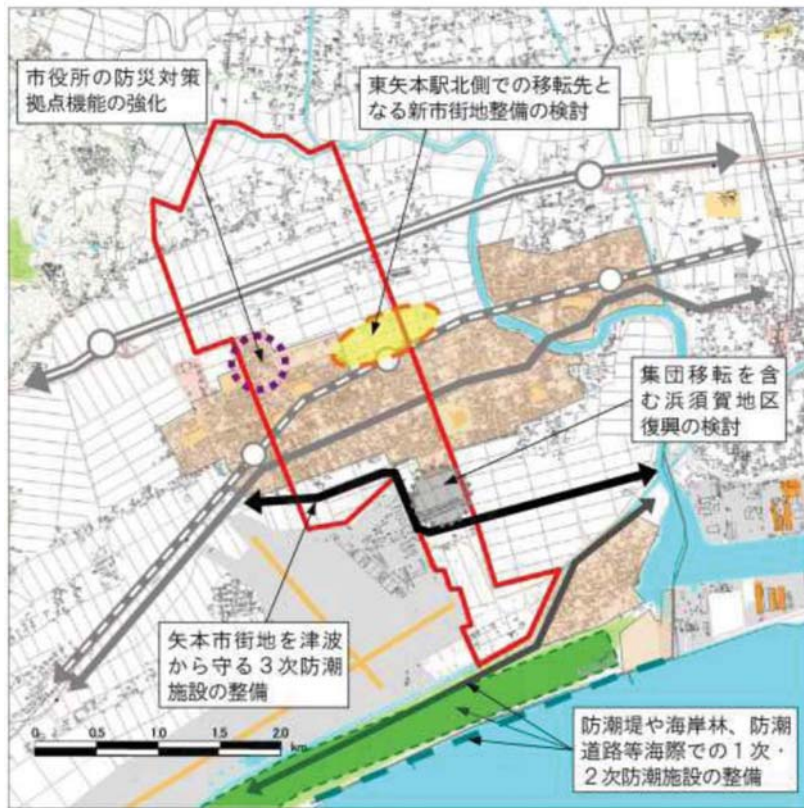 市役所の防災対策
拠点機能の強化
東矢本駅北側での移転先と
なる新市街地整備の検討
集団移転を含
む浜須賀地区
復興の検討
矢本市街地を津波
から守る3次防潮
施設の整備
防潮堤や海岸林、防潮
道路等海際での1次・
2次防潮施設の整備
0 0.5 1.0 1.5 2.0
km